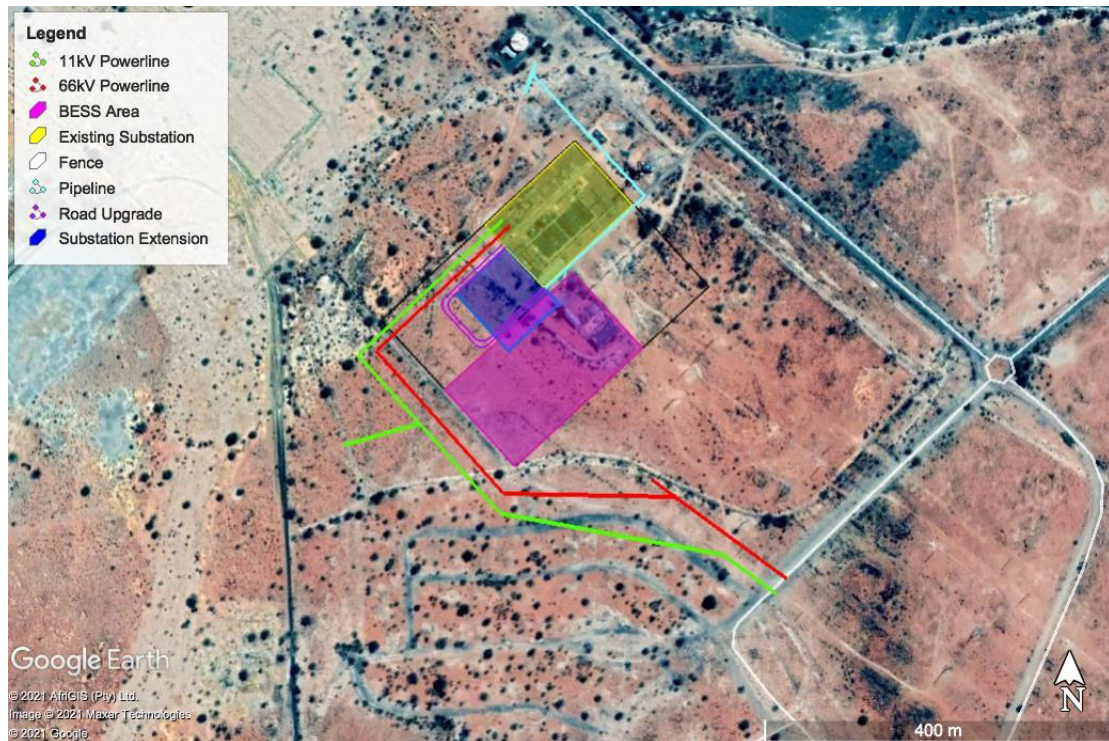 Legend
11kV Powerline
66kV Powerline
BESS Area
Existing Substation
Fence
Pipeline
Road Upgrade
Substation Extension
Google Earth
© 2021 AfriGIS (Pty) Ltd.
Image © 2021 Maxar Technologies
© 2021 Google
N
400 m